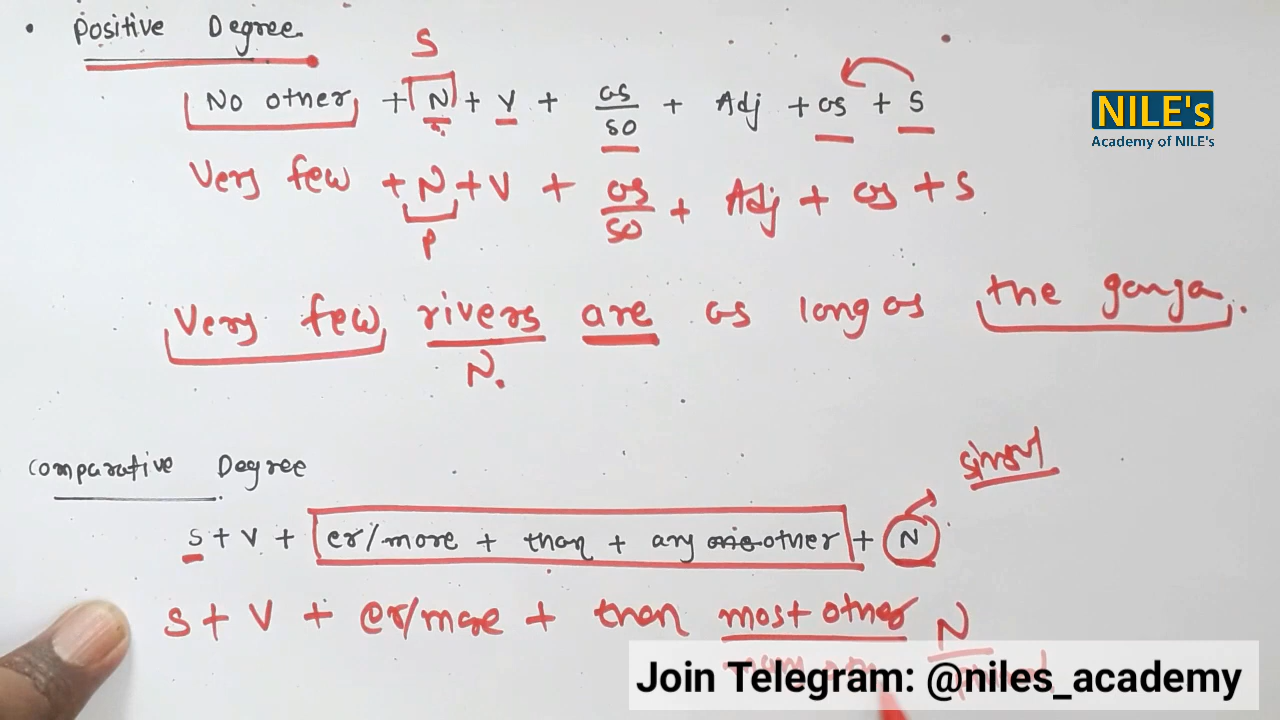 • Positive Degree
S
No other + N + V + as/so + Adj + as + S
NILE's
Academy of NILE's
Very few + N + V + as/so + Adj + as + S
P
Very few rivers are as long as the ganga.
N.
Comparative Degree
S + V + er/more + than + any one other + N
S + V + er/more + than most other N
Join Telegram: @niles_academy